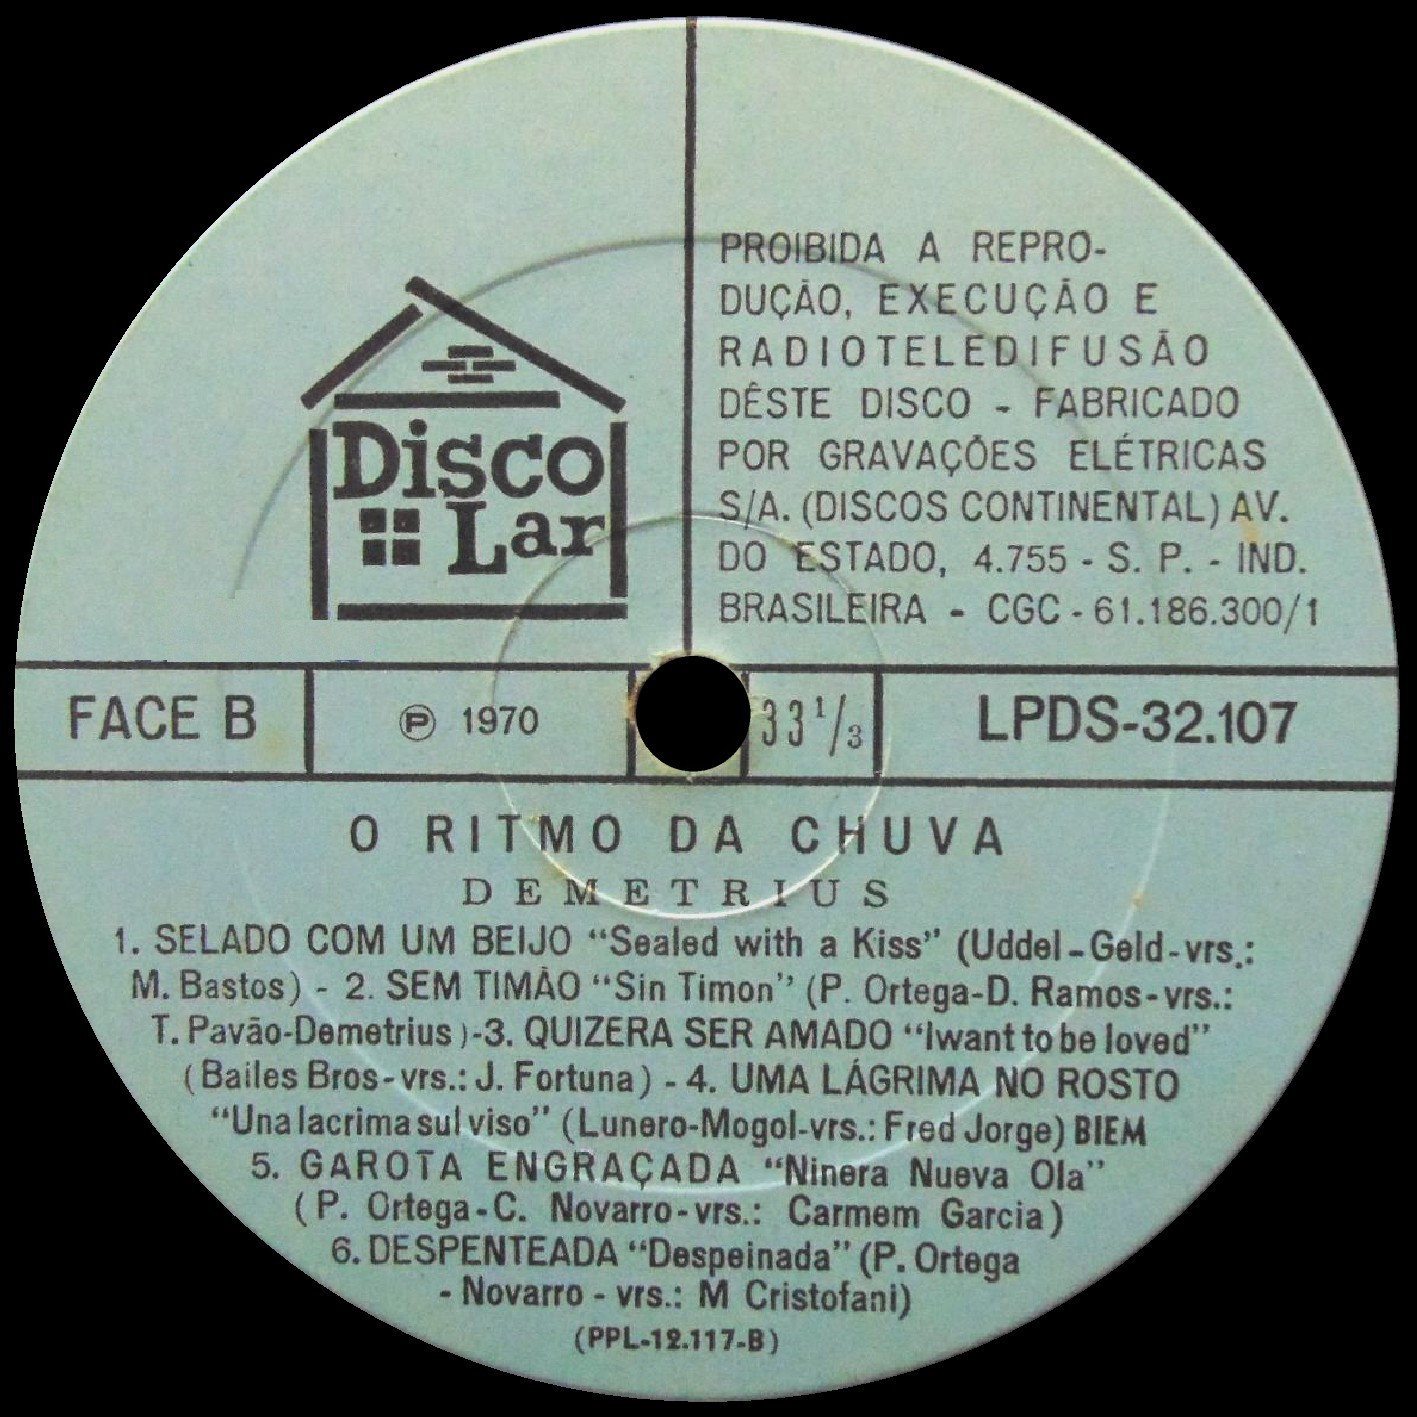 PROIBIDA A REPRO-
DUÇÃO, EXECUÇÃO E
RADIOTELEDIFUSÃO
DÊSTE DISCO - FABRICADO
POR GRAVAÇÕES ELÉTRICAS
S/A. (DISCOS CONTINENTAL) AV.
DO ESTADO, 4.755 - S. P. - IND.
BRASILEIRA - CGC - 61.186.300/1
Disco
Lar
FACE B
℗ 1970
33 1/3
LPDS-32.107
O RITMO DA CHUVA
DEMETRIUS
1. SELADO COM UM BEIJO “Sealed with a Kiss” (Uddel-Geld-vrs.:
M. Bastos) - 2. SEM TIMÃO “Sin Timon” (P. Ortega-D. Ramos-vrs.:
T. Pavão-Demetrius)-3. QUIZERA SER AMADO “Iwant to be loved”
(Bailes Bros-vrs.: J. Fortuna) - 4. UMA LÁGRIMA NO ROSTO
“Una lacrima sul viso” (Lunero-Mogol-vrs.: Fred Jorge) BIEM
5. GAROTA ENGRAÇADA “Ninera Nueva Ola”
(P. Ortega-C. Novarro-vrs.: Carmem Garcia)
6. DESPENTEADA “Despeinada” (P. Ortega
- Novarro - vrs.: M Cristofani)
(PPL-12.117-B)